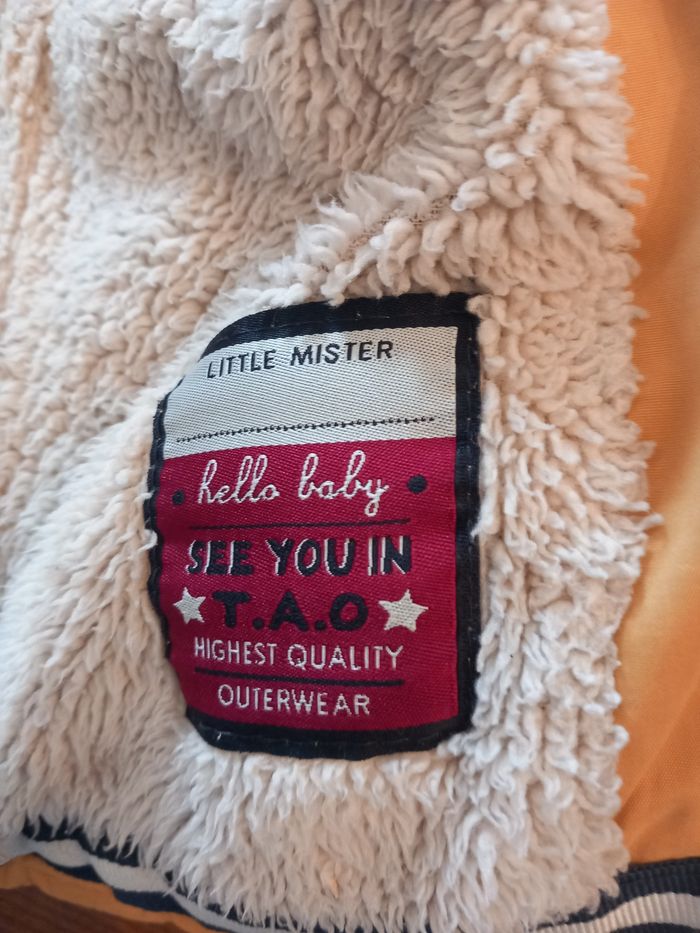 LITTLE MISTER
hello baby
SEE YOU IN
T.A.O
HIGHEST QUALITY
OUTERWEAR